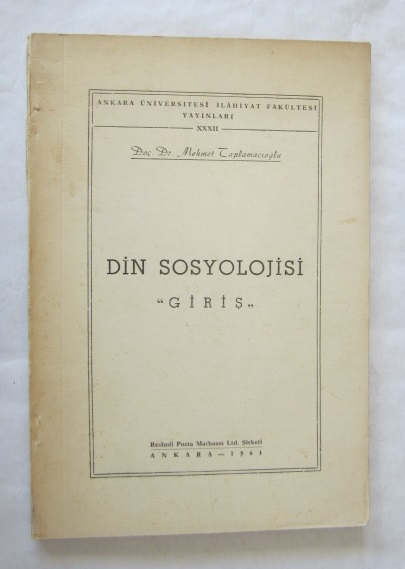 ANKARA ÜNİVERSİTESİ İLÂHİYAT FAKÜLTESİ
YAYINLARI
XXXII
Doç. Dr. Mehmet Taplamacıoğlu
DİN SOSYOLOJİSİ
“GİRİŞ„
Resimli Posta Matbaası Ltd. Şirketi
ANKARA — 1961